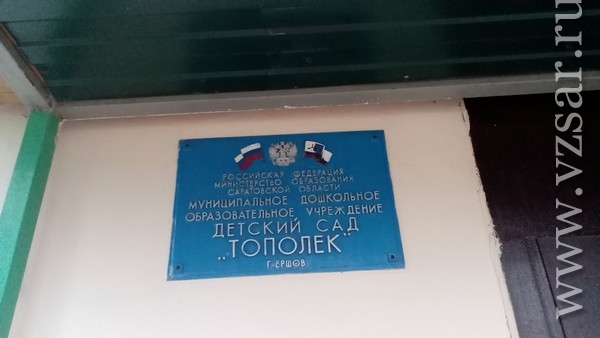 РОССИЙСКАЯ ФЕДЕРАЦИЯ
МИНИСТЕРСТВО ОБРАЗОВАНИЯ
САРАТОВСКОЙ ОБЛАСТИ
МУНИЦИПАЛЬНОЕ ДОШКОЛЬНОЕ
ОБРАЗОВАТЕЛЬНОЕ УЧРЕЖДЕНИЕ
ДЕТСКИЙ САД
„ТОПОЛЕК"
Г-ЕРШОВ
www.vzsar.ru